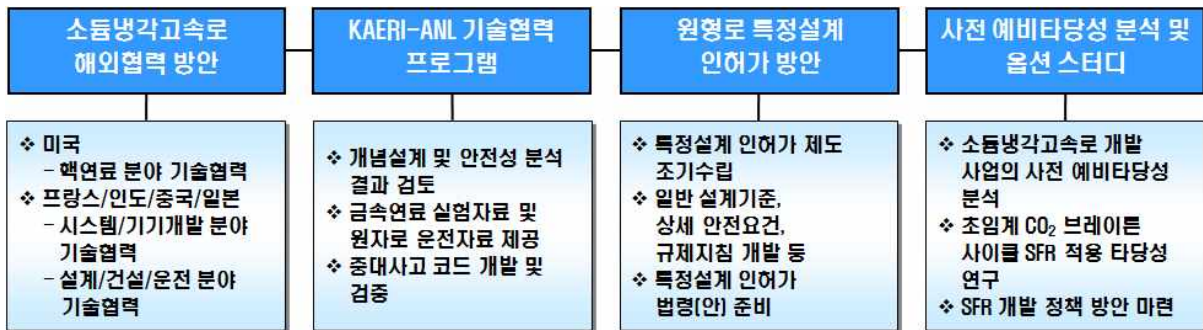 소듐냉각고속로
해외협력 방안
KAERI-ANL 기술협력
프로그램
원형로 특정설계
인허가 방안
사전 예비타당성 분석 및
옵션 스터디
❖ 미국
– 핵연료 분야 기술협력
❖ 프랑스/인도/중국/일본
– 시스템/기기개발 분야
기술협력
– 설계/건설/운전 분야
기술협력
❖ 개념설계 및 안전성 분석
결과 검토
❖ 금속연료 실험자료 및
원자로 운전자료 제공
❖ 중대사고 코드 개발 및
검증
❖ 특정설계 인허가 제도
조기수립
❖ 일반 설계기준,
상세 안전요건,
규제지침 개발 등
❖ 특정설계 인허가
법령(안) 준비
❖ 소듐냉각고속로 개발
사업의 사전 예비타당성
분석
❖ 초임계 CO₂ 브레이튼
사이클 SFR 적용 타당성
연구
❖ SFR 개발 정책 방안 마련